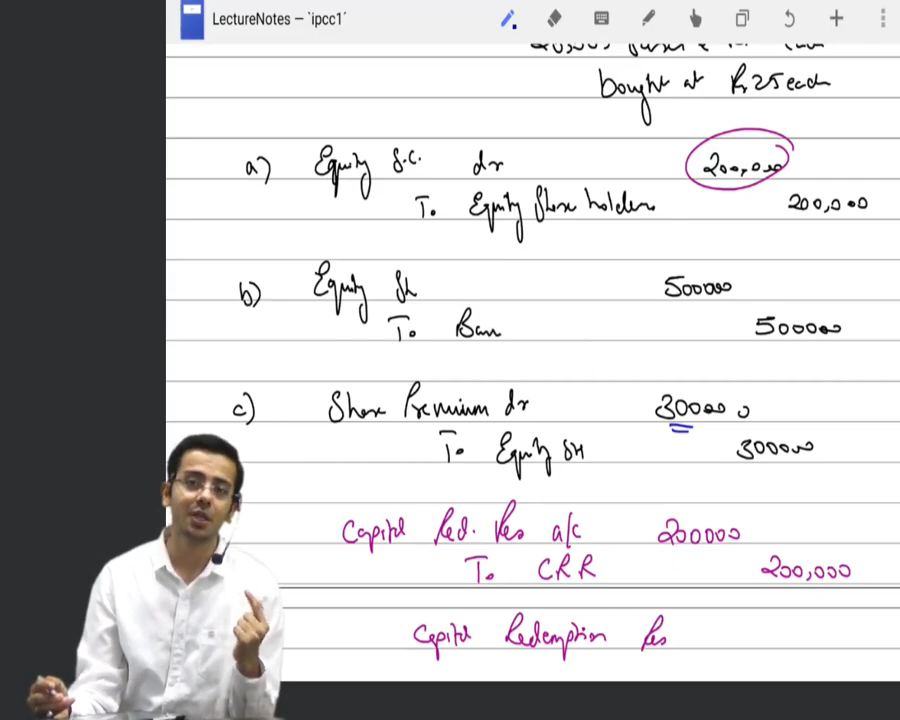 LectureNotes – `ipcc1`
bought at Rs 25 each
a) Equity S.C. dr 200,000
To Equity Share holders 200,000
b) Equity Sh 500000
To Ban 500000
c) Share Premium dr 300000
To Equity SH 300000
Capital Red. Res a/c 200000
To CRR 200,000
Capital Redemption Res